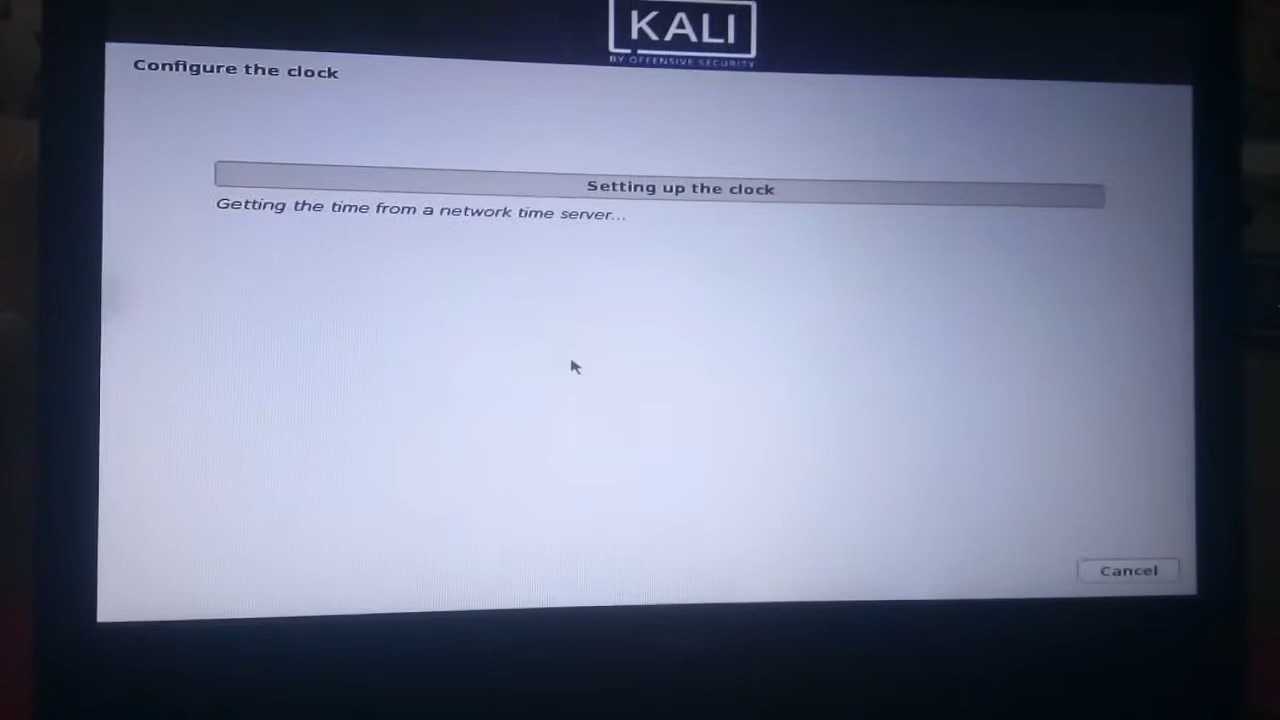 KALI
BY OFFENSIVE SECURITY
Configure the clock
Setting up the clock
Getting the time from a network time server...
Cancel